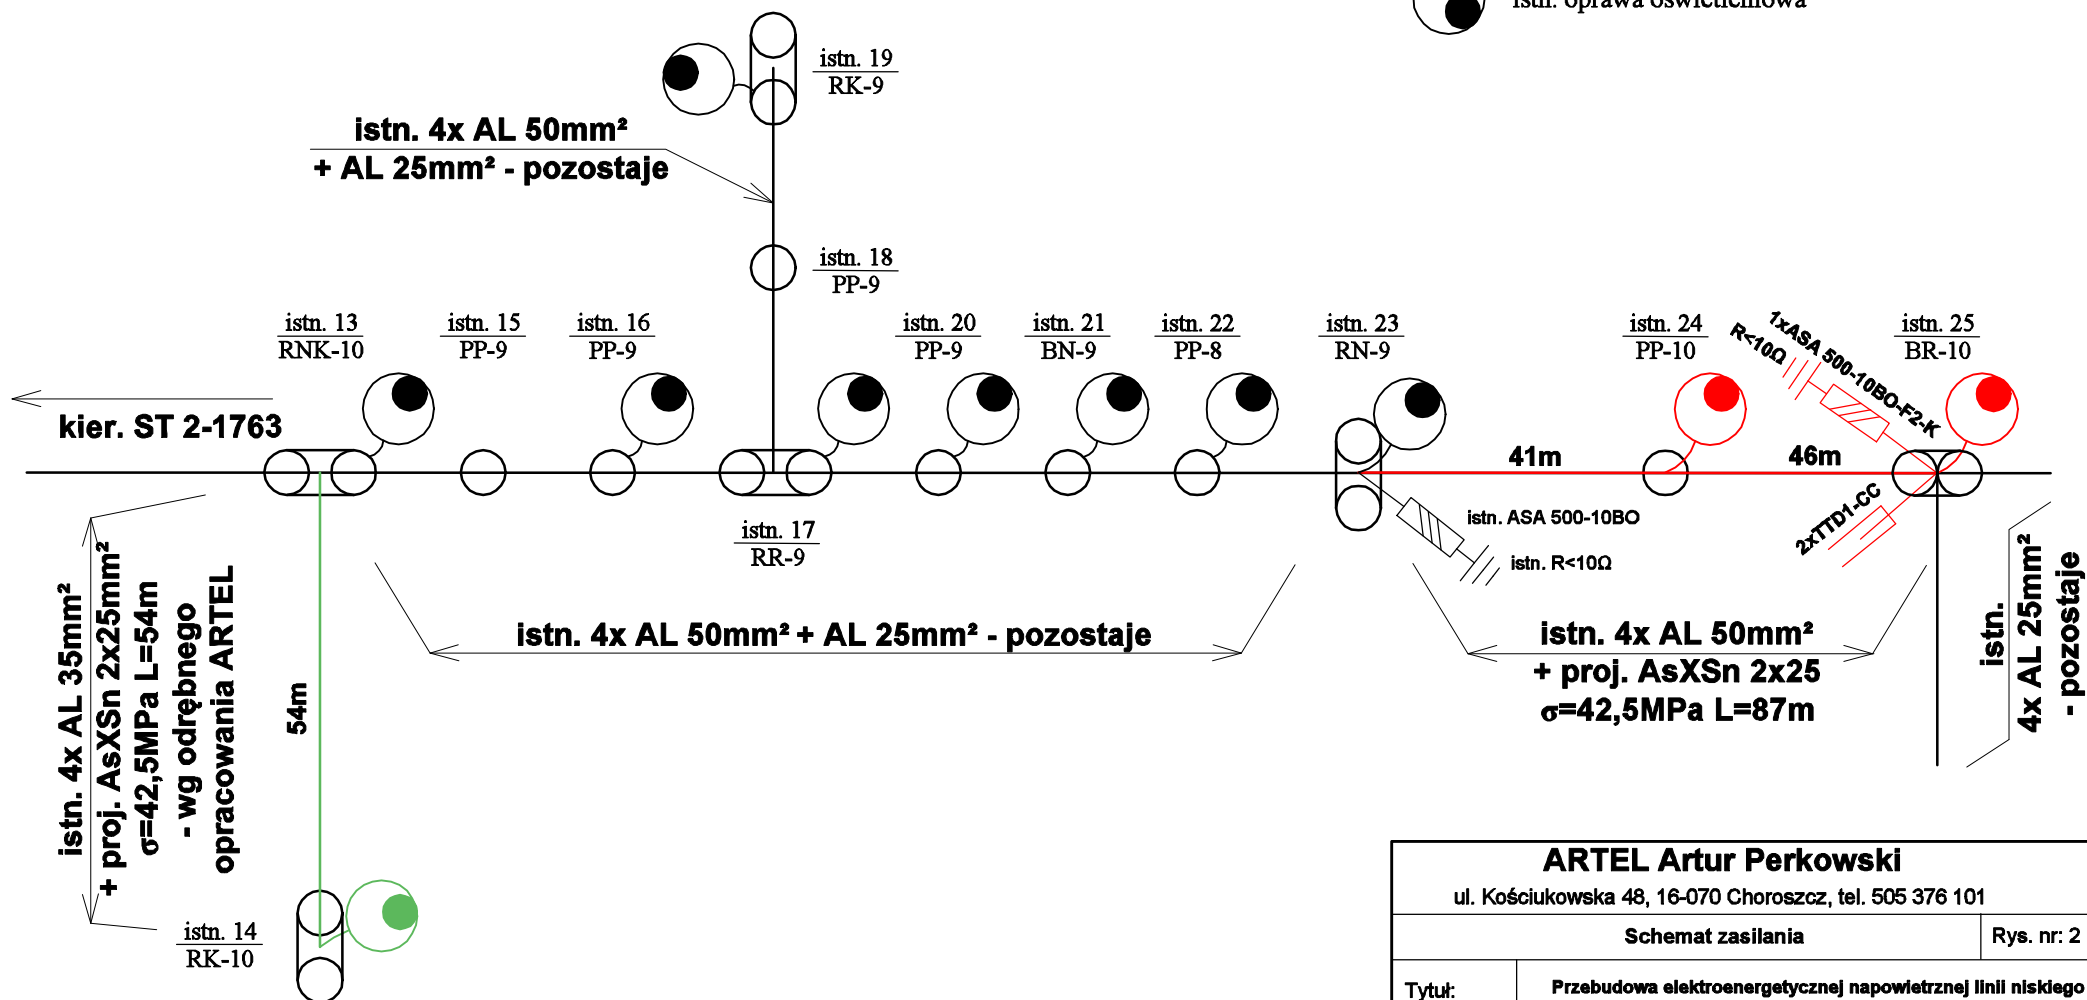 istn. oprawa oświetleniowa
istn. 19
RK-9
istn. 4x AL 50mm²
+ AL 25mm² - pozostaje
istn. 18
PP-9
istn. 13
RNK-10
istn. 15
PP-9
istn. 16
PP-9
istn. 20
PP-9
istn. 21
BN-9
istn. 22
PP-8
istn. 23
RN-9
istn. 24
PP-10
1xASA 500-10BO-F2-K
R<10Ω
istn. 25
BR-10
kier. ST 2-1763
41m
46m
istn. 17
RR-9
istn. ASA 500-10BO
istn. R<10Ω
2xTTD1-CC
istn. 4x AL 35mm²
+ proj. AsXSn 2x25mm²
σ=42,5MPa L=54m
- wg odrębnego
opracowania ARTEL
54m
istn. 4x AL 50mm² + AL 25mm² - pozostaje
istn. 4x AL 50mm²
+ proj. AsXSn 2x25
σ=42,5MPa L=87m
istn.
4x AL 25mm²
- pozostaje
istn. 14
RK-10
ARTEL Artur Perkowski
ul. Kościukowska 48, 16-070 Choroszcz, tel. 505 376 101
Schemat zasilania
Rys. nr: 2
Tytuł:
Przebudowa elektroenergetycznej napowietrznej linii niskiego